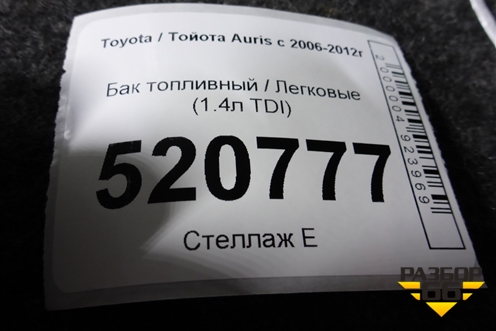 Toyota / Тойота Auris с 2006-2012г
Бак топливный / Легковые
(1.4л TDI)
520777
Стеллаж Е
2000004923969
РАЗБОР